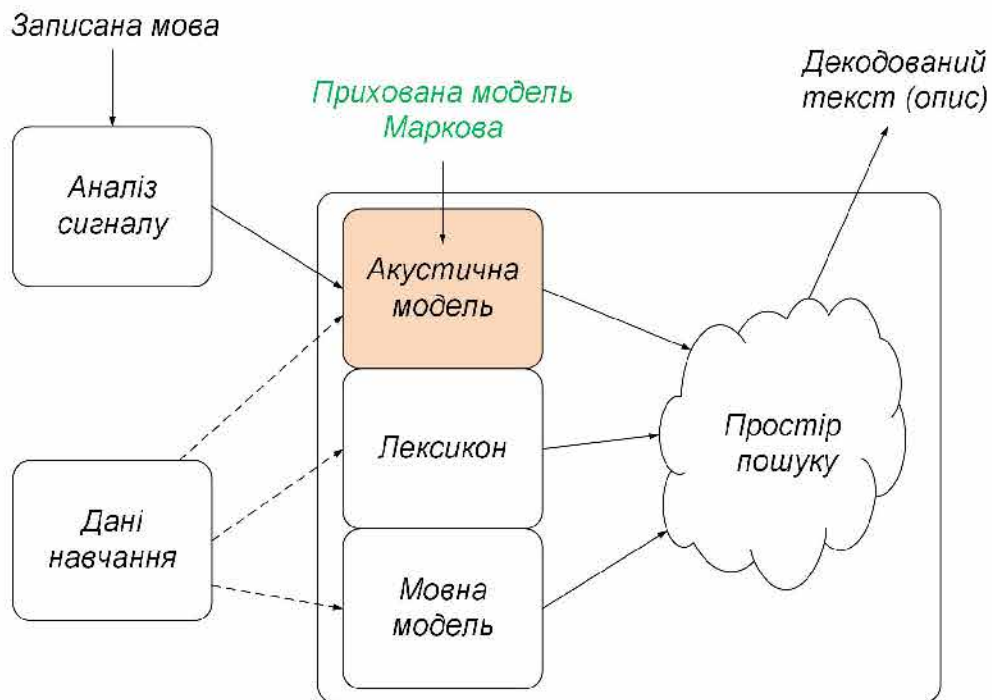 Записана мова
Декодований
текст (опис)
Прихована модель
Маркова
Аналіз
сигналу
Акустична
модель
Лексикон
Простір
пошуку
Дані
навчання
Мовна
модель